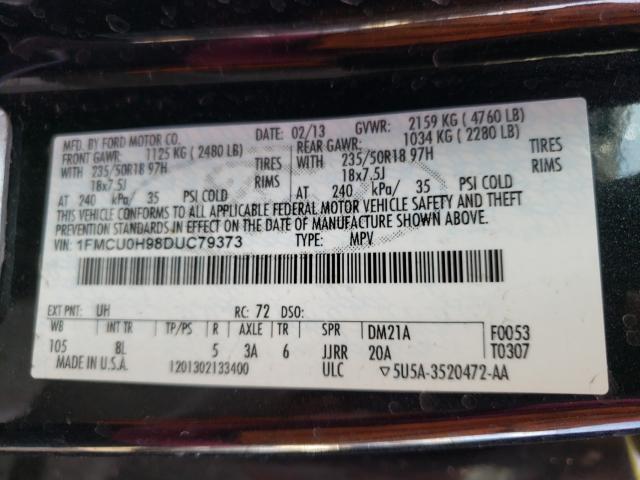 MFD. BY FORD MOTOR CO.
DATE: 02/13 GVWR: 2159 KG ( 4760 LB)
FRONT GAWR: 1125 KG ( 2480 LB) REAR GAWR: 1034 KG ( 2280 LB)
WITH 235/50R18 97H TIRES WITH 235/50R18 97H TIRES
18x7.5J RIMS 18x7.5J RIMS
AT 240 kPa/ 35 PSI COLD AT 240 kPa/ 35 PSI COLD
THIS VEHICLE CONFORMS TO ALL APPLICABLE FEDERAL MOTOR VEHICLE SAFETY AND THEFT
PREVENTION STANDARDS IN EFFECT ON THE DATE OF MANUFACTURE SHOWN ABOVE.
VIN: 1FMCU0H98DUC79373 TYPE: MPV
EXT PNT: UH RC: 72 DSO:
WB INT TR TP/PS R AXLE TR SPR DM21A F0053
105 8L 5 3A 6 JJRR 20A T0307
MADE IN U.S.A. 1201302133400 ULC ▽5U5A-3520472-AA